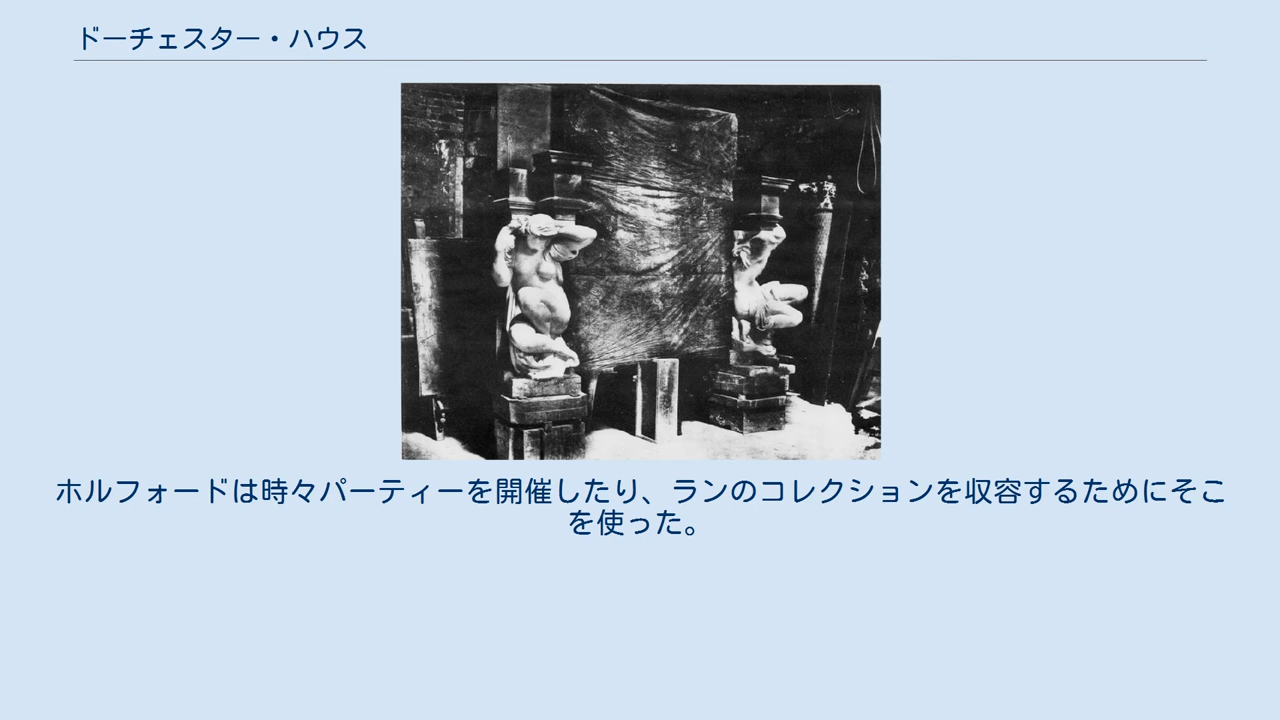 ドーチェスター・ハウス
ホルフォードは時々パーティーを開催したり、ランのコレクションを収容するためにそこ
を使った。